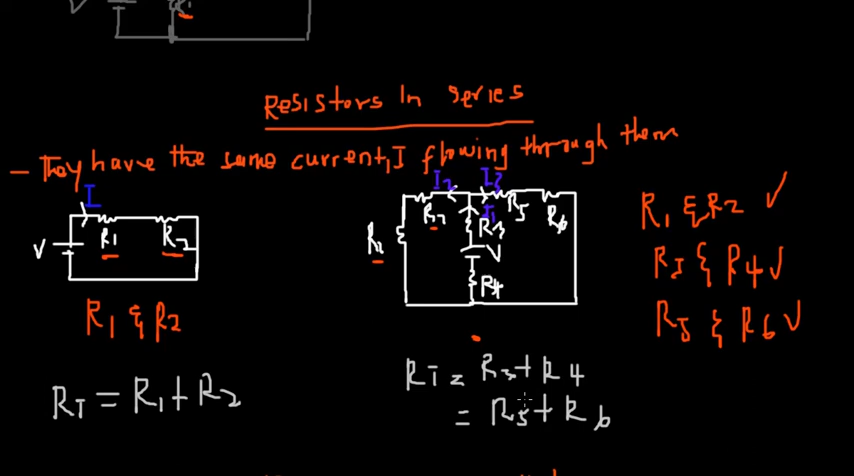 V
R1
Resistors In series
- They have the same current, I flowing through them
I
V
R1
R2
R1 & R2
RT = R1 + R2
I2
I3
I1
R2
R5
R6
R3
V
R4
RT = R3 + R4
= R5 + R6
R1 & R2 ✓
R3 & R4 ✓
R5 & R6 ✓